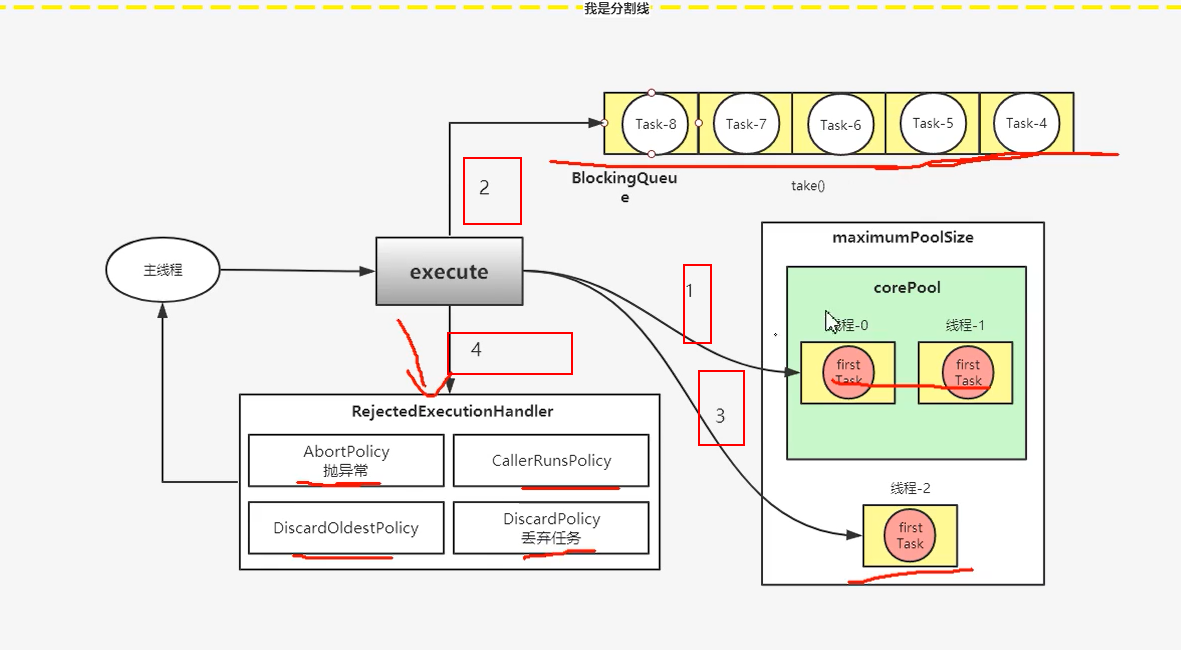 我是分割线
Task-8
Task-7
Task-6
Task-5
Task-4
BlockingQueu
e
take()
2
maximumPoolSize
corePool
主线程
execute
1
程-0
线程-1
first
Task
first
Task
4
3
RejectedExecutionHandler
AbortPolicy
抛异常
CallerRunsPolicy
DiscardOldestPolicy
DiscardPolicy
丢弃任务
线程-2
first
Task